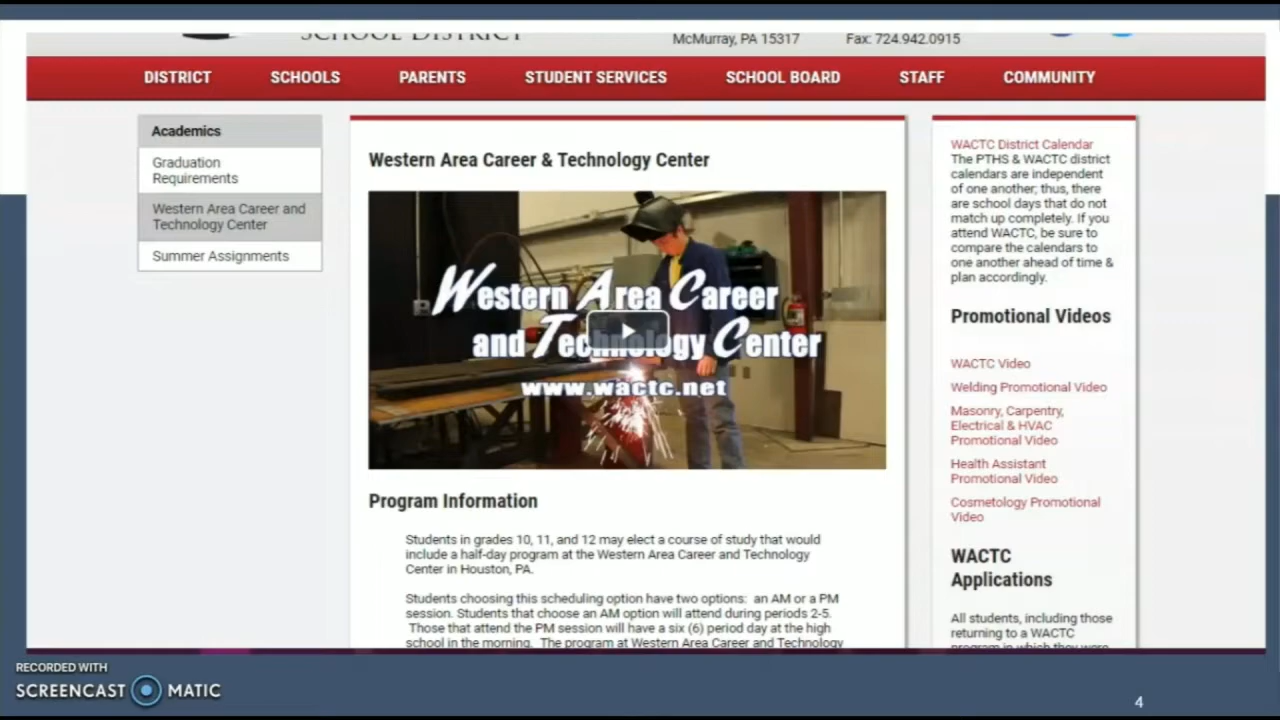 SCHOOL DISTRICT
McMurray, PA 15317
Fax: 724.942.0915
DISTRICT SCHOOLS PARENTS STUDENT SERVICES SCHOOL BOARD STAFF COMMUNITY
Academics
Graduation
Requirements
Western Area Career and
Technology Center
Summer Assignments
Western Area Career & Technology Center
Western Area Career
and Technology Center
www.wactc.net
Program Information
Students in grades 10, 11, and 12 may elect a course of study that would
include a half-day program at the Western Area Career and Technology
Center in Houston, PA.
Students choosing this scheduling option have two options: an AM or a PM
session. Students that choose an AM option will attend during periods 2-5.
Those that attend the PM session will have a six (6) period day at the high
school in the morning. The program at Western Area Career and Technology
WACTC District Calendar
The PTHS & WACTC district
calendars are independent
of one another; thus, there
are school days that do not
match up completely. If you
attend WACTC, be sure to
compare the calendars to
one another ahead of time &
plan accordingly.
Promotional Videos
WACTC Video
Welding Promotional Video
Masonry, Carpentry,
Electrical & HVAC
Promotional Video
Health Assistant
Promotional Video
Cosmetology Promotional
Video
WACTC
Applications
All students, including those
returning to a WACTC
program in which they were
RECORDED WITH
SCREENCAST MATIC
4